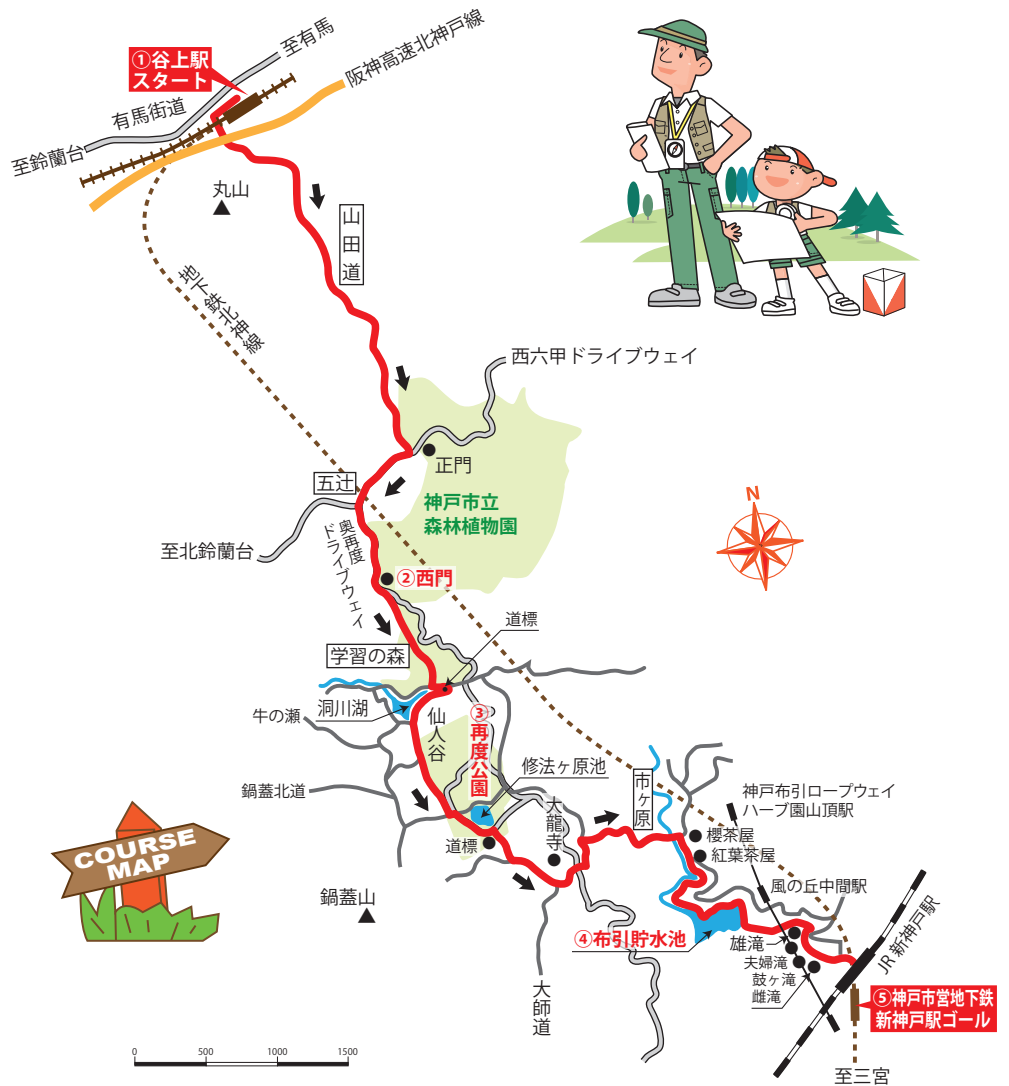 ①谷上駅
スタート
至有馬
阪神高速北神戸線
有馬街道
至鈴蘭台
丸山
山田道
地下鉄北神線
西六甲ドライブウェイ
正門
五辻
神戸市立
森林植物園
N
至北鈴蘭台
奥再度
ドライブウェイ
②西門
道標
学習の森
洞川湖
牛の瀬
仙人谷
③再度公園
修法ヶ原池
市ヶ原
神戸布引ロープウェイ
ハーブ園山頂駅
鍋蓋北道
大龍寺
櫻茶屋
紅葉茶屋
道標
COURSE
MAP
鍋蓋山
風の丘中間駅
④布引貯水池
雄滝
夫婦滝
鼓ヶ滝
雌滝
JR新神戸駅
大師道
⑤神戸市営地下鉄
新神戸駅ゴール
至三宮
0 500 1000 1500